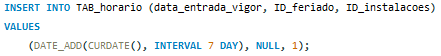 INSERT INTO TAB_horario (data_entrada_vigor, ID_feriado, ID_instalacoes)
VALUES
(DATE_ADD(CURDATE(), INTERVAL 7 DAY), NULL, 1);